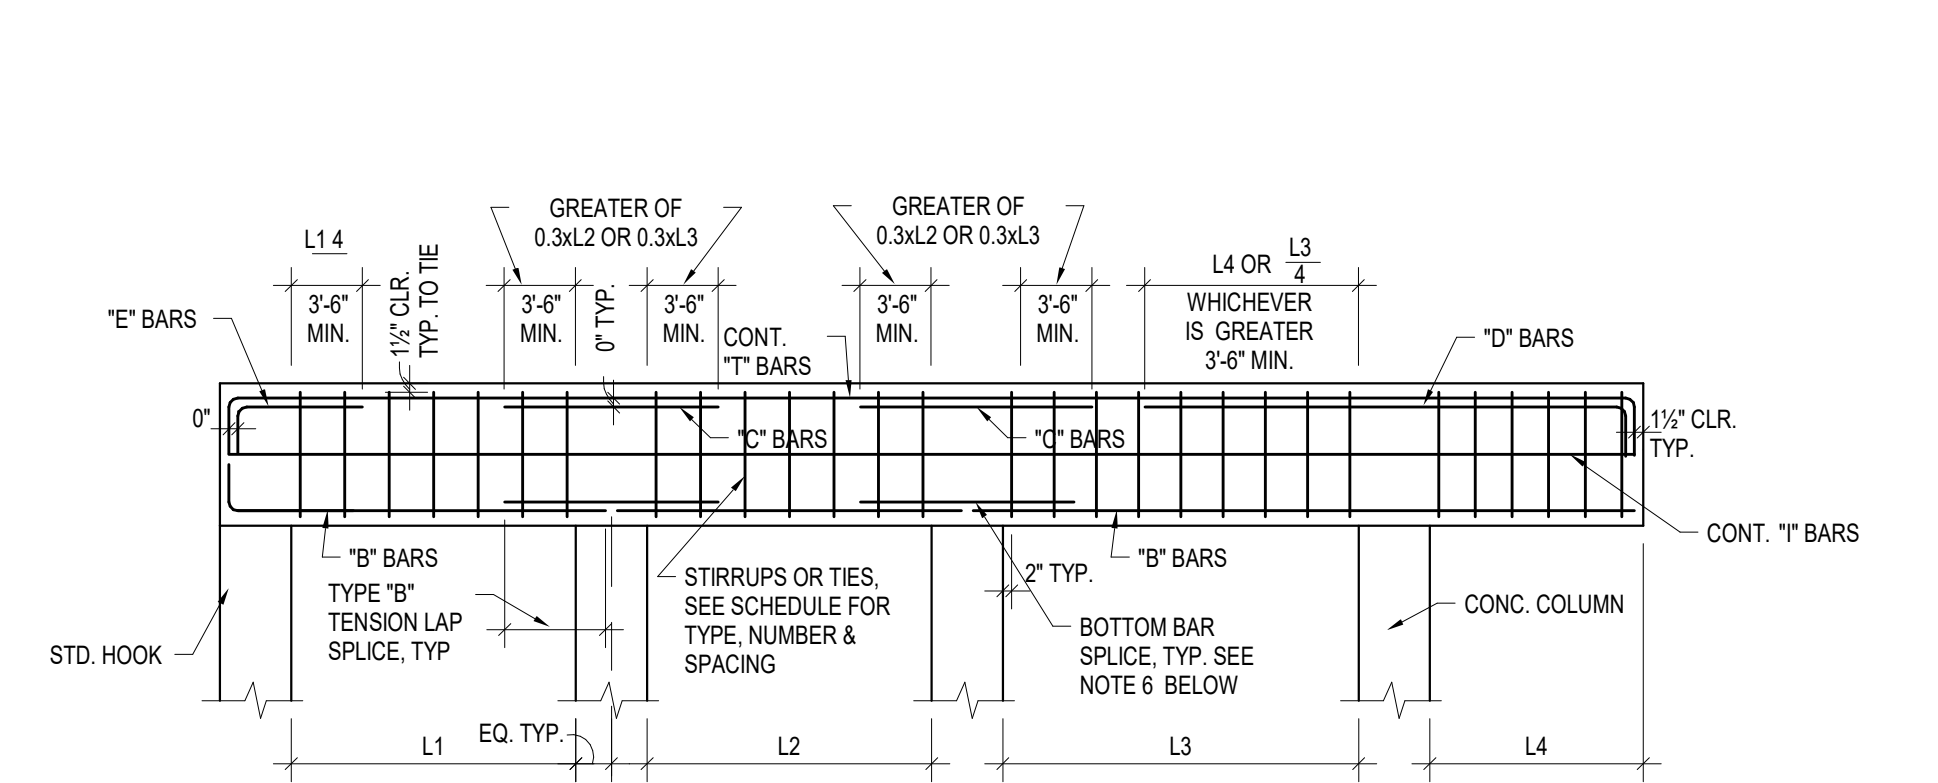 GREATER OF
0.3xL2 OR 0.3xL3
GREATER OF
0.3xL2 OR 0.3xL3
L1 4
3'-6"
MIN.
1½" CLR.
TYP. TO TIE
3'-6"
MIN.
0" TYP.
3'-6"
MIN.
3'-6"
MIN.
3'-6"
MIN.
L4 OR L3
4
WHICHEVER
IS GREATER
3'-6" MIN.
"E" BARS
CONT.
"T" BARS
"D" BARS
0"
"C" BARS
"C" BARS
1½" CLR.
TYP.
CONT. "I" BARS
"B" BARS
"B" BARS
TYPE "B"
TENSION LAP
SPLICE, TYP
STIRRUPS OR TIES,
SEE SCHEDULE FOR
TYPE, NUMBER &
SPACING
2" TYP.
BOTTOM BAR
SPLICE, TYP. SEE
NOTE 6 BELOW
CONC. COLUMN
STD. HOOK
L1
EQ. TYP.
L2
L3
L4